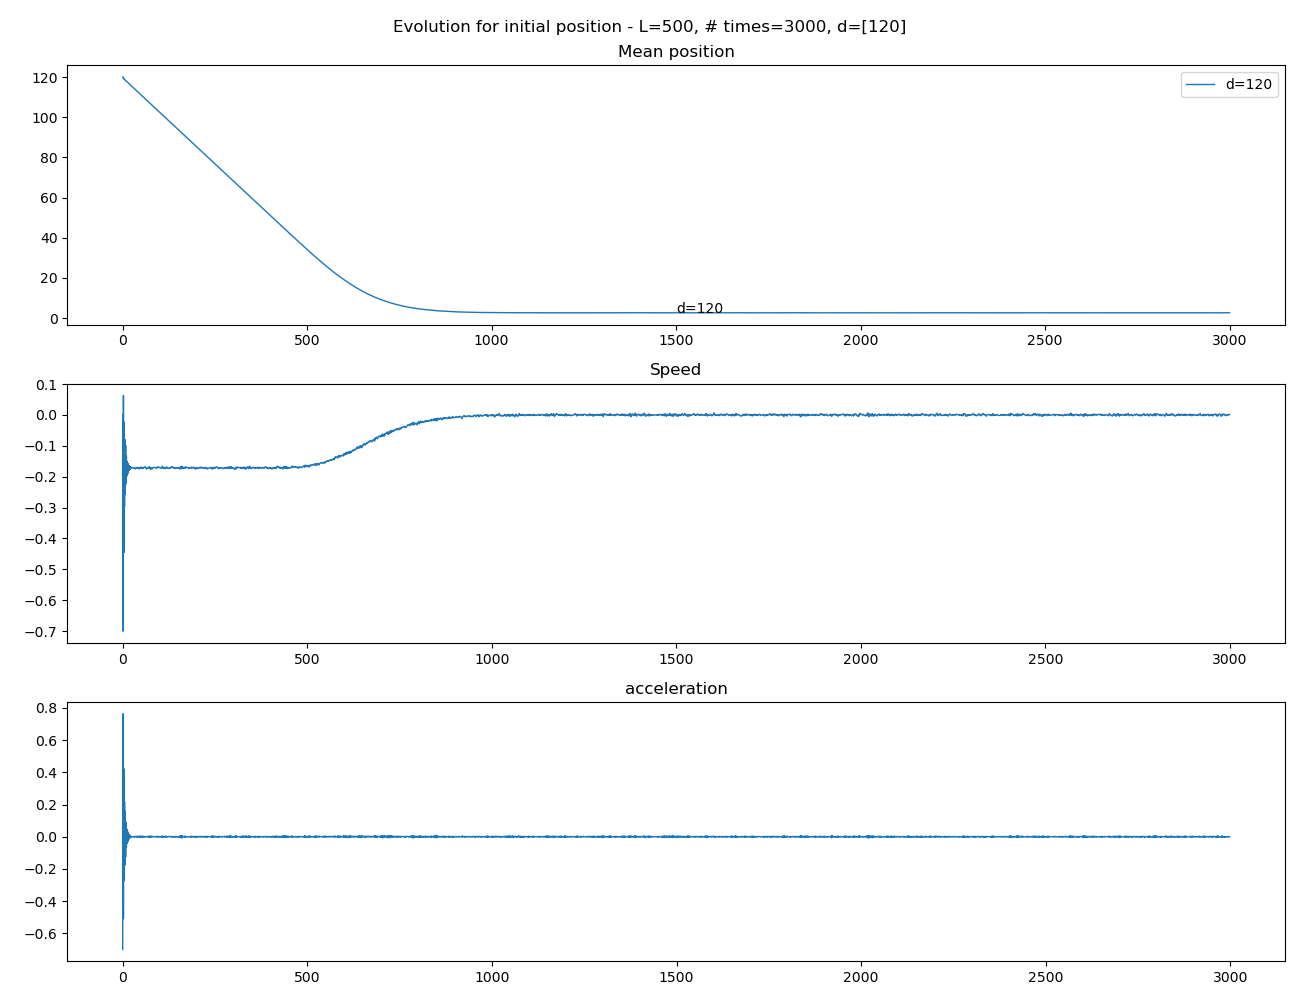 Evolution for initial position - L=500, # times=3000, d=[120]
Mean position
120
100
80
60
40
20
0
d=120
d=120
0 500 1000 1500 2000 2500 3000
Speed
0.1
0.0
−0.1
−0.2
−0.3
−0.4
−0.5
−0.6
−0.7
0 500 1000 1500 2000 2500 3000
acceleration
0.8
0.6
0.4
0.2
0.0
−0.2
−0.4
−0.6
0 500 1000 1500 2000 2500 3000